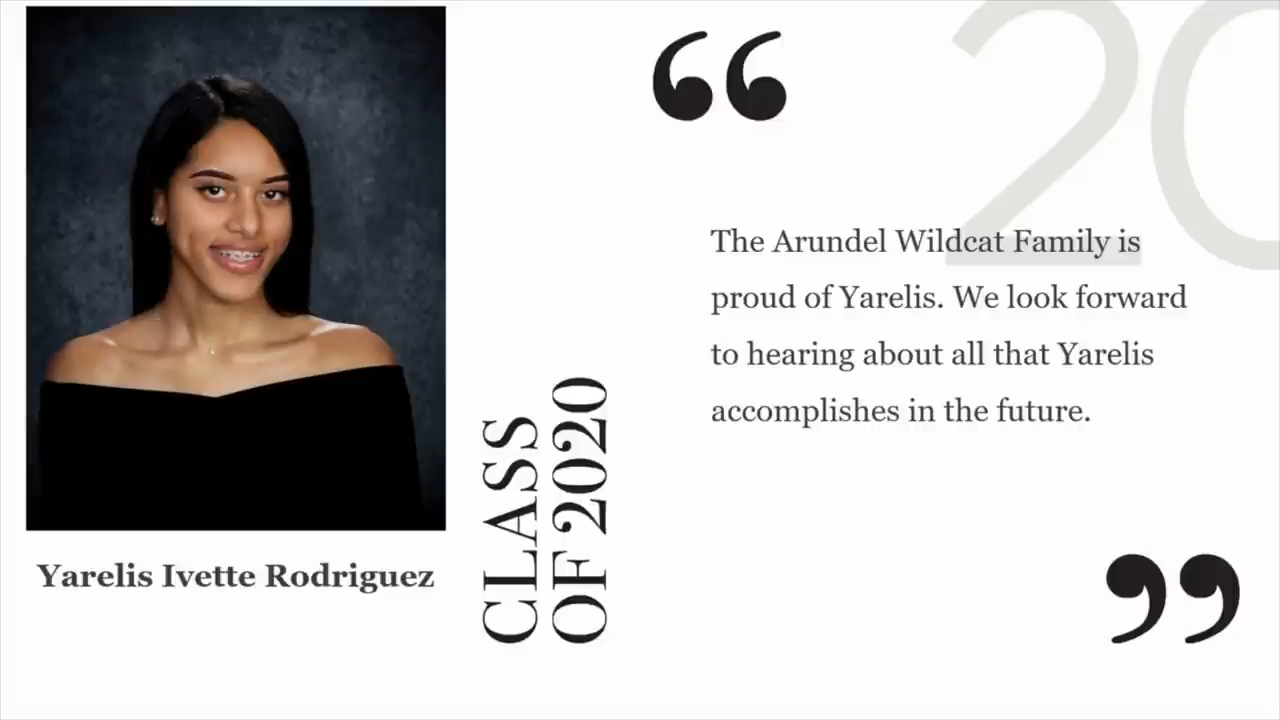 Yarelis Ivette Rodriguez
CLASS
OF 2020
20
“
The Arundel Wildcat Family is
proud of Yarelis. We look forward
to hearing about all that Yarelis
accomplishes in the future.
”